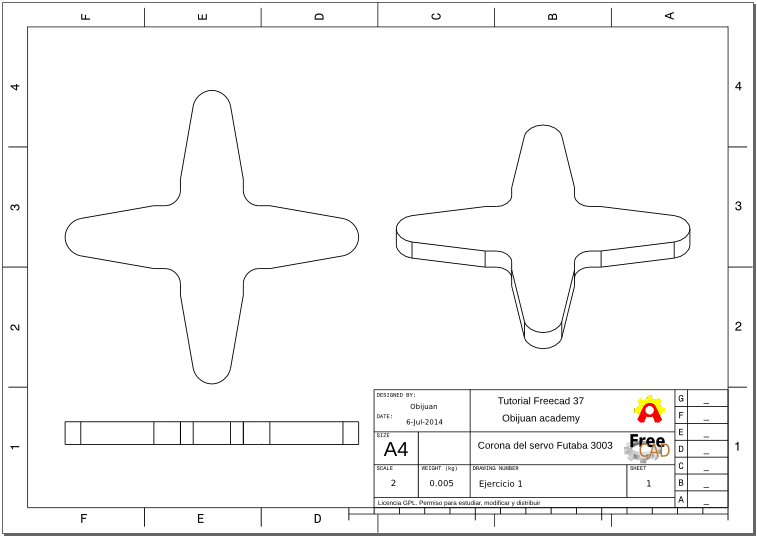 F E D C B A
4 4
3 3
2 2
1 1
DESIGNED BY:
Obijuan
DATE:
6-Jul-2014
Tutorial Freecad 37
Obijuan academy
SIZE
A4
Corona del servo Futaba 3003
Free
CAD
SCALE
2
WEIGHT (kg)
0.005
DRAWING NUMBER
Ejercicio 1
SHEET
1
Licencia GPL. Permiso para estudiar, modificar y distribuir
G _
F _
E _
D _
C _
B _
A _
F E D